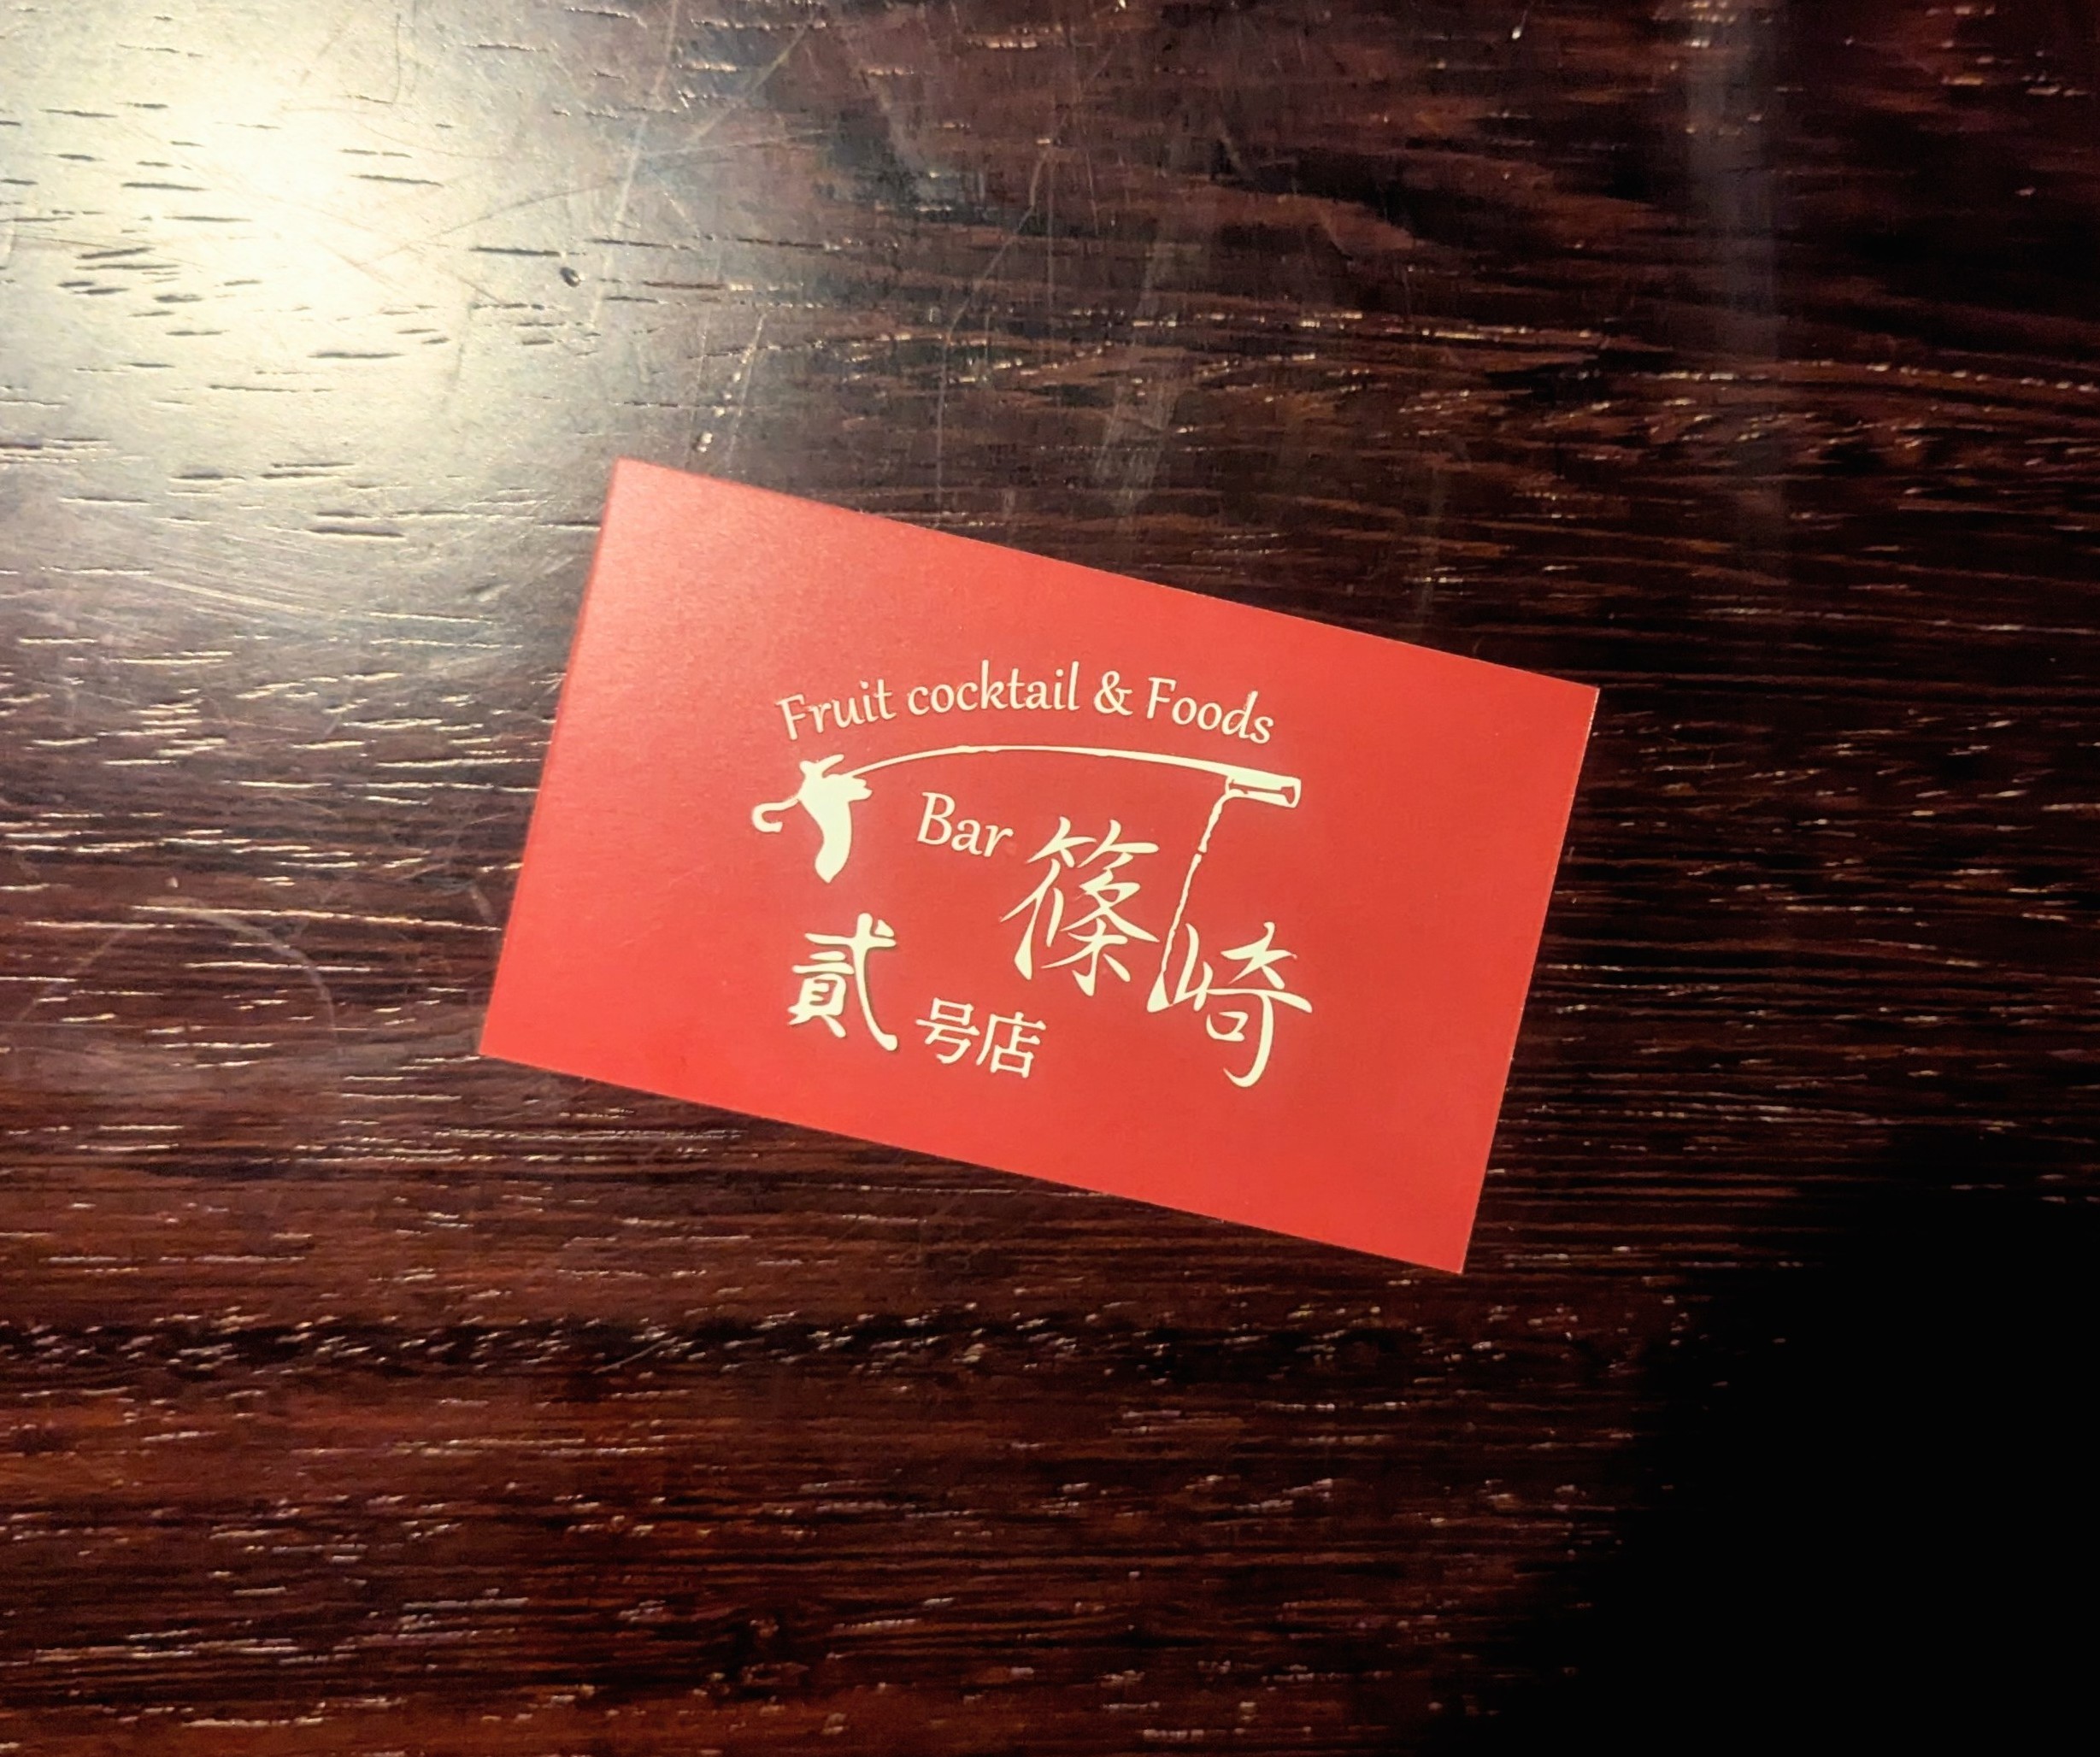 Fruit cocktail & Foods
Bar 篠崎
貳号店